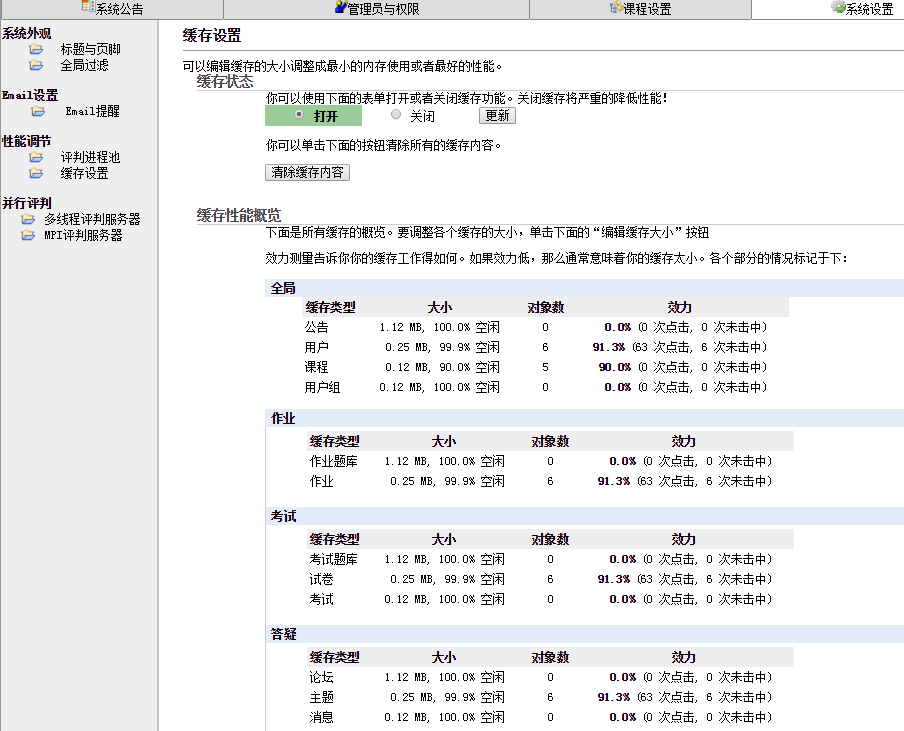 系统公告 管理员与权限 课程设置 系统设置
系统外观
标题与页脚
全局过滤
Email设置
Email提醒
性能调节
评判进程池
缓存设置
并行评判
多线程评判服务器
MPI评判服务器
缓存设置
可以编辑缓存的大小调整成最小的内存使用或者最好的性能。
缓存状态
你可以使用下面的表单打开或者关闭缓存功能。关闭缓存将严重的降低性能!
打开 关闭 更新
你可以单击下面的按钮清除所有的缓存内容。
清除缓存内容
缓存性能概览
下面是所有缓存的概览。要调整各个缓存的大小，单击下面的“编辑缓存大小”按钮
效力测量告诉你你的缓存工作得如何。如果效力低，那么通常意味着你的缓存太小。各个部分的情况标记于下：
全局
缓存类型 大小 对象数 效力
公告 1.12 MB, 100.0% 空闲 0 0.0% (0 次点击, 0 次未击中)
用户 0.25 MB, 99.9% 空闲 6 91.3% (63 次点击, 6 次未击中)
课程 0.12 MB, 90.0% 空闲 5 90.0% (0 次点击, 0 次未击中)
用户组 0.12 MB, 100.0% 空闲 0 0.0% (0 次点击, 0 次未击中)
作业
缓存类型 大小 对象数 效力
作业题库 1.12 MB, 100.0% 空闲 0 0.0% (0 次点击, 0 次未击中)
作业 0.25 MB, 99.9% 空闲 6 91.3% (63 次点击, 6 次未击中)
考试
缓存类型 大小 对象数 效力
考试题库 1.12 MB, 100.0% 空闲 0 0.0% (0 次点击, 0 次未击中)
试卷 0.25 MB, 99.9% 空闲 6 91.3% (63 次点击, 6 次未击中)
考试 0.12 MB, 100.0% 空闲 0 0.0% (0 次点击, 0 次未击中)
答疑
缓存类型 大小 对象数 效力
论坛 1.12 MB, 100.0% 空闲 0 0.0% (0 次点击, 0 次未击中)
主题 0.25 MB, 99.9% 空闲 6 91.3% (63 次点击, 6 次未击中)
消息 0.12 MB, 100.0% 空闲 0 0.0% (0 次点击, 0 次未击中)